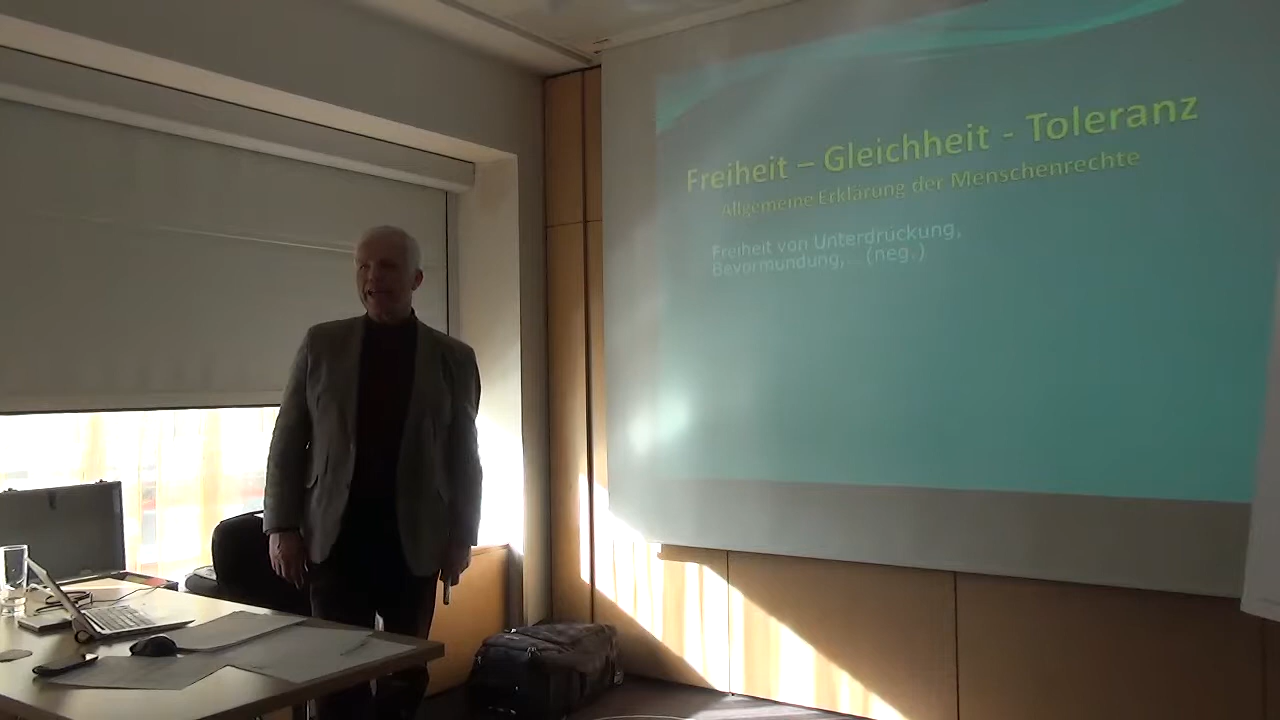 Freiheit – Gleichheit - Toleranz
Allgemeine Erklärung der Menschenrechte
Freiheit von Unterdrückung,
Bevormundung,.. (neg.)